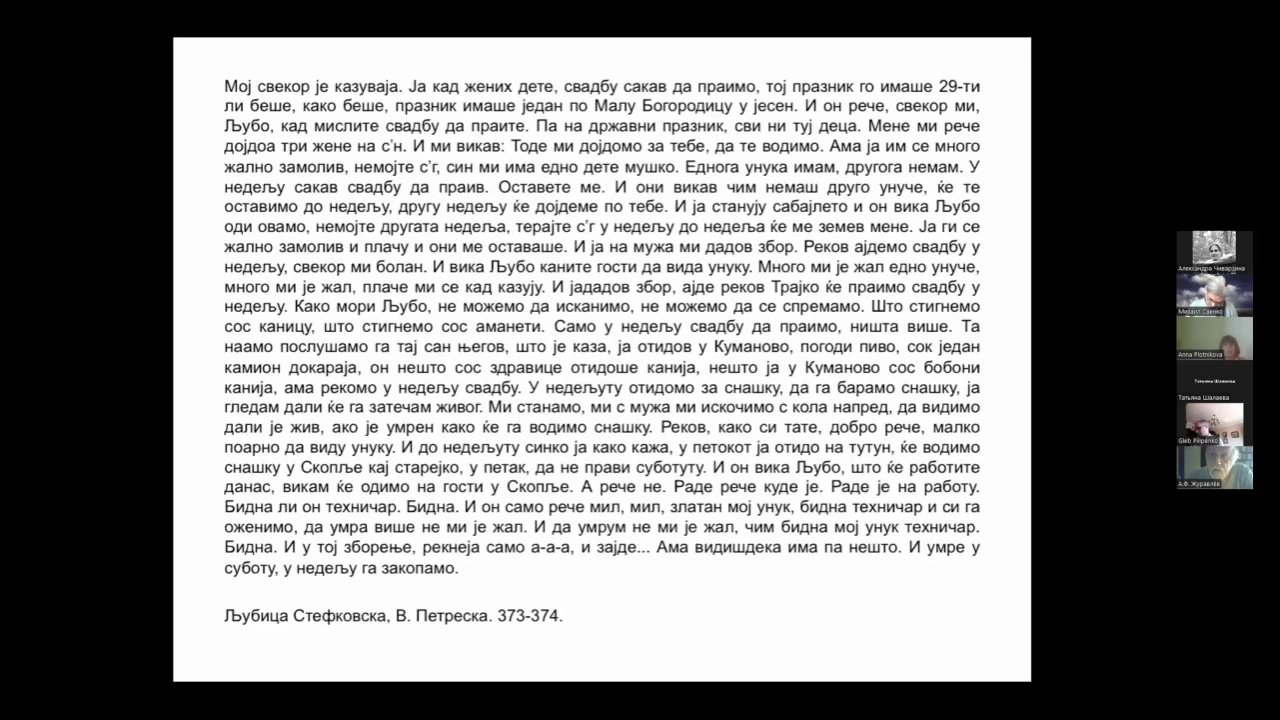 Мој свекор је казуваја. Ја кад жених дете, свадбу сакав да праимо, тој празник го имаше 29-ти
ли беше, како беше, празник имаше једaн по Малу Богородицу у јесен. И он рече, свекор ми,
Љубо, кад мислите свадбу да праите. Па на државни празник, сви ни туј деца. Мене ми рече
дојдоа три жене на с’н. И ми викав: Тоде ми дојдомо за тебе, да те водимо. Ама ја им се много
жално замолив, немојте с’г, син ми има едно дете мушко. Еднога унука имам, другога немам. У
недељу сакав свадбу да праив. Оставете ме. И они викав чим немаш друго унуче, ќе те
оставимо до недељу, другу недељу ќе дојдеме по тебе. И ја станују сабајлето и он вика Љубо
оди овамо, немојте другата недеља, терајте с’г у недељу до недеља ќе ме земев мене. Ја ги се
жално замолив и плачу и они ме оставаше. И ја на мужа ми дадов збор. Реков ајдемо свадбу у
недељу, свекор ми болан. И вика Љубо каните гости да вида унуку. Много ми је жал едно унуче,
много ми је жал, плаче ми се кад казују. И јададов збор, ајде реков Трајко ќе праимо свадбу у
недељу. Како мори Љубо, не можемо да исканимо, не можемо да се спремамо. Што стигнемо
сос каницу, што стигнемо сос аманети. Само у недељу свадбу да праимо, ништа више. Та
наамо послушамо га тај сан његов, што је каза, ја отидов у Куманово, погоди пиво, сок један
камион докараја, он нешто сос здравице отидоше канија, нешто ја у Куманово сос бобони
канија, ама рекомо у недељу свадбу. У недељуту отидомо за снашку, да га барамо снашку, ја
гледам дали ќе га затечам живог. Ми станамо, ми с мужа ми искочимо с кола напред, да видимо
дали је жив, ако је умрен како ќе га водимо снашку. Реков, како си тате, добро рече, малко
поарно да виду унуку. И до недељуту синко ја како кажа, у петокот ја отидо на тутун, ќе водимо
снашку у Скопље кај старејко, у петак, да не прави суботуту. И он вика Љубо, што ќе работите
данас, викам ќе одимо на гости у Скопље. А рече не. Раде рече куде је. Раде је на работу.
Бидна ли он техничар. Бидна. И он само рече мил, мил, златан мој унук, бидна техничар и си га
оженимо, да умра више не ми је жал. И да умрум не ми је жал, чим бидна мој унук техничар.
Бидна. И у тој зборење, рекнеја само а-а-а, и зајде... Ама видишдека има па нешто. И умре у
суботу, у недељу га закопамо.
Љубица Стефковска, В. Петреска. 373-374.
Александра Чиварзина
Михаил Саенко
Anna Plotnikova
Татьяна Шалаева
Татьяна Шалаева
Gleb Pilipenko
А.Ф. Журавлёв